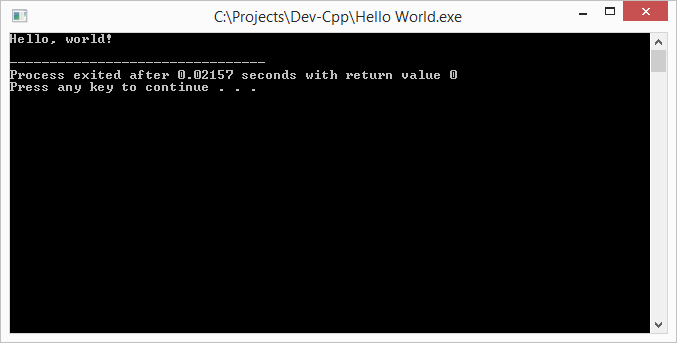 C:\Projects\Dev-Cpp\Hello World.exe
Hello, world!
--------------------------------
Process exited after 0.02157 seconds with return value 0
Press any key to continue . . .